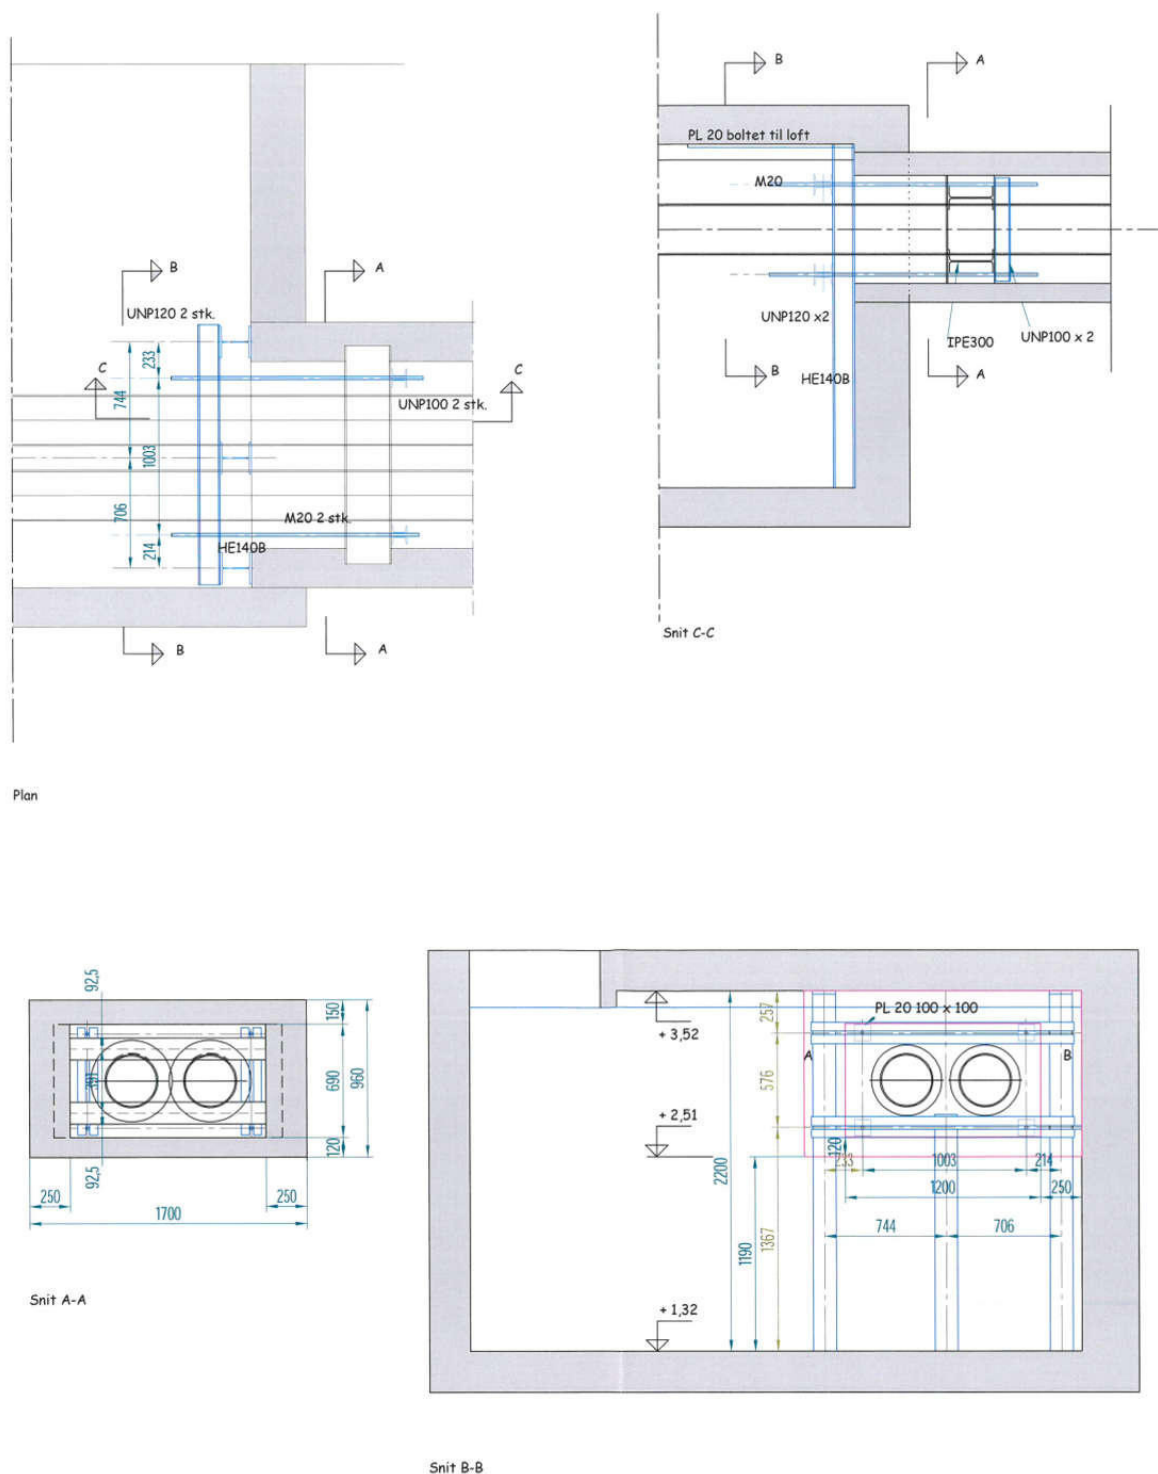 B
A
PL 20 boltet til loft
M20
UNP120 x2
IPE300
UNP100 x 2
B
HE140B
A
Snit C-C
B
A
UNP120 2 stk.
C
233
744
C
UNP100 2 stk.
1003
706
M20 2 stk.
HE140B
214
B
A
Plan
92,5
150
391
690
960
92,5
120
250
250
1700
Snit A-A
PL 20 100 x 100
257
+ 3,52
A
B
576
+ 2,51
120
233
1003
214
2200
1200
250
744
706
1367
1190
+ 1,32
Snit B-B